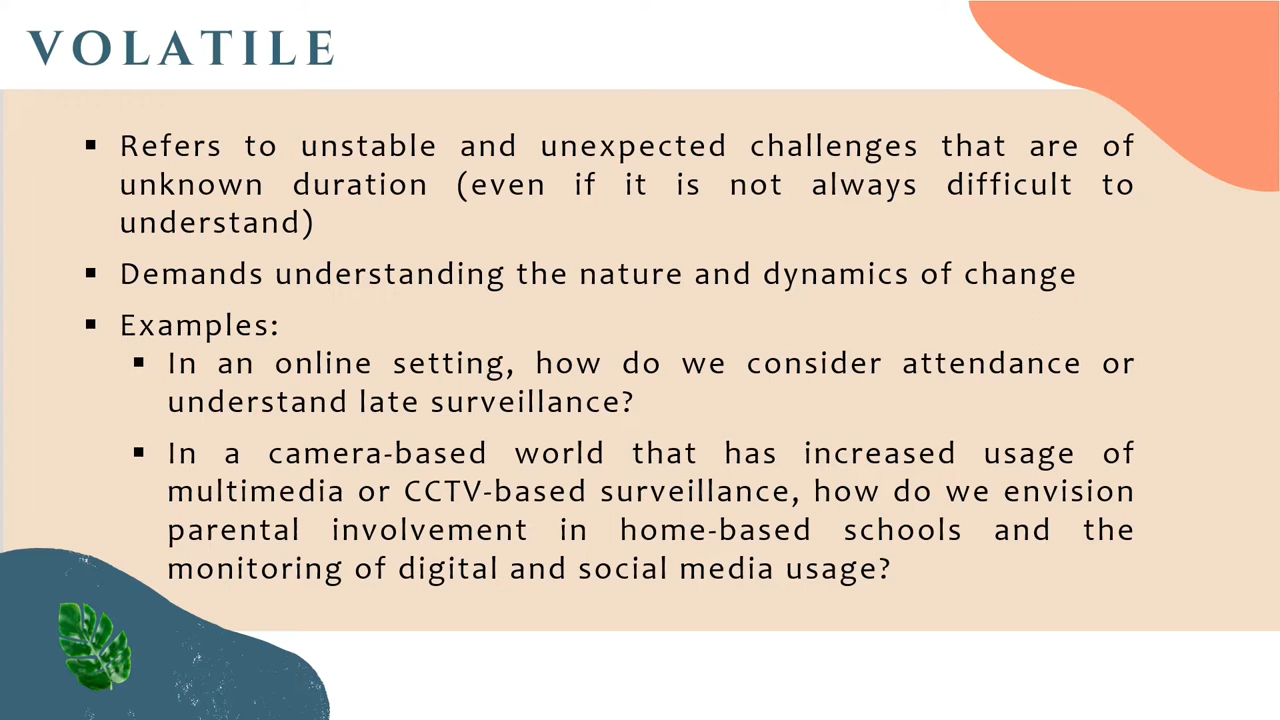 VOLATILE
▪ Refers to unstable and unexpected challenges that are of
unknown duration (even if it is not always difficult to
understand)
▪ Demands understanding the nature and dynamics of change
▪ Examples:
▪ In an online setting, how do we consider attendance or
understand late surveillance?
▪ In a camera-based world that has increased usage of
multimedia or CCTV-based surveillance, how do we envision
parental involvement in home-based schools and the
monitoring of digital and social media usage?